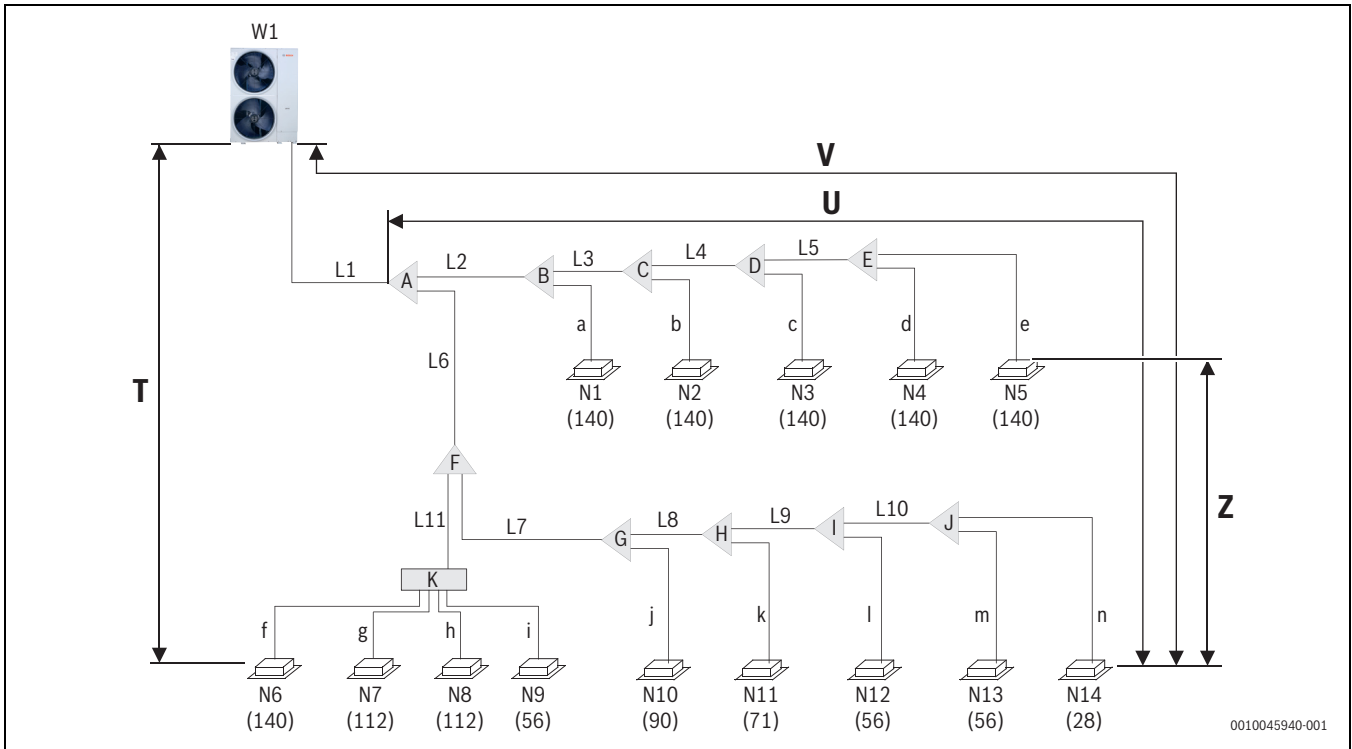 W1
V
U
L1
A
L2
B
L3
C
L4
D
L5
E
a
b
c
d
e
L6
T
N1
(140)
N2
(140)
N3
(140)
N4
(140)
N5
(140)
F
Z
L11
L7
G
L8
H
L9
I
L10
J
K
f
g
h
i
j
k
l
m
n
N6
(140)
N7
(112)
N8
(112)
N9
(56)
N10
(90)
N11
(71)
N12
(56)
N13
(56)
N14
(28)
0010045940-001